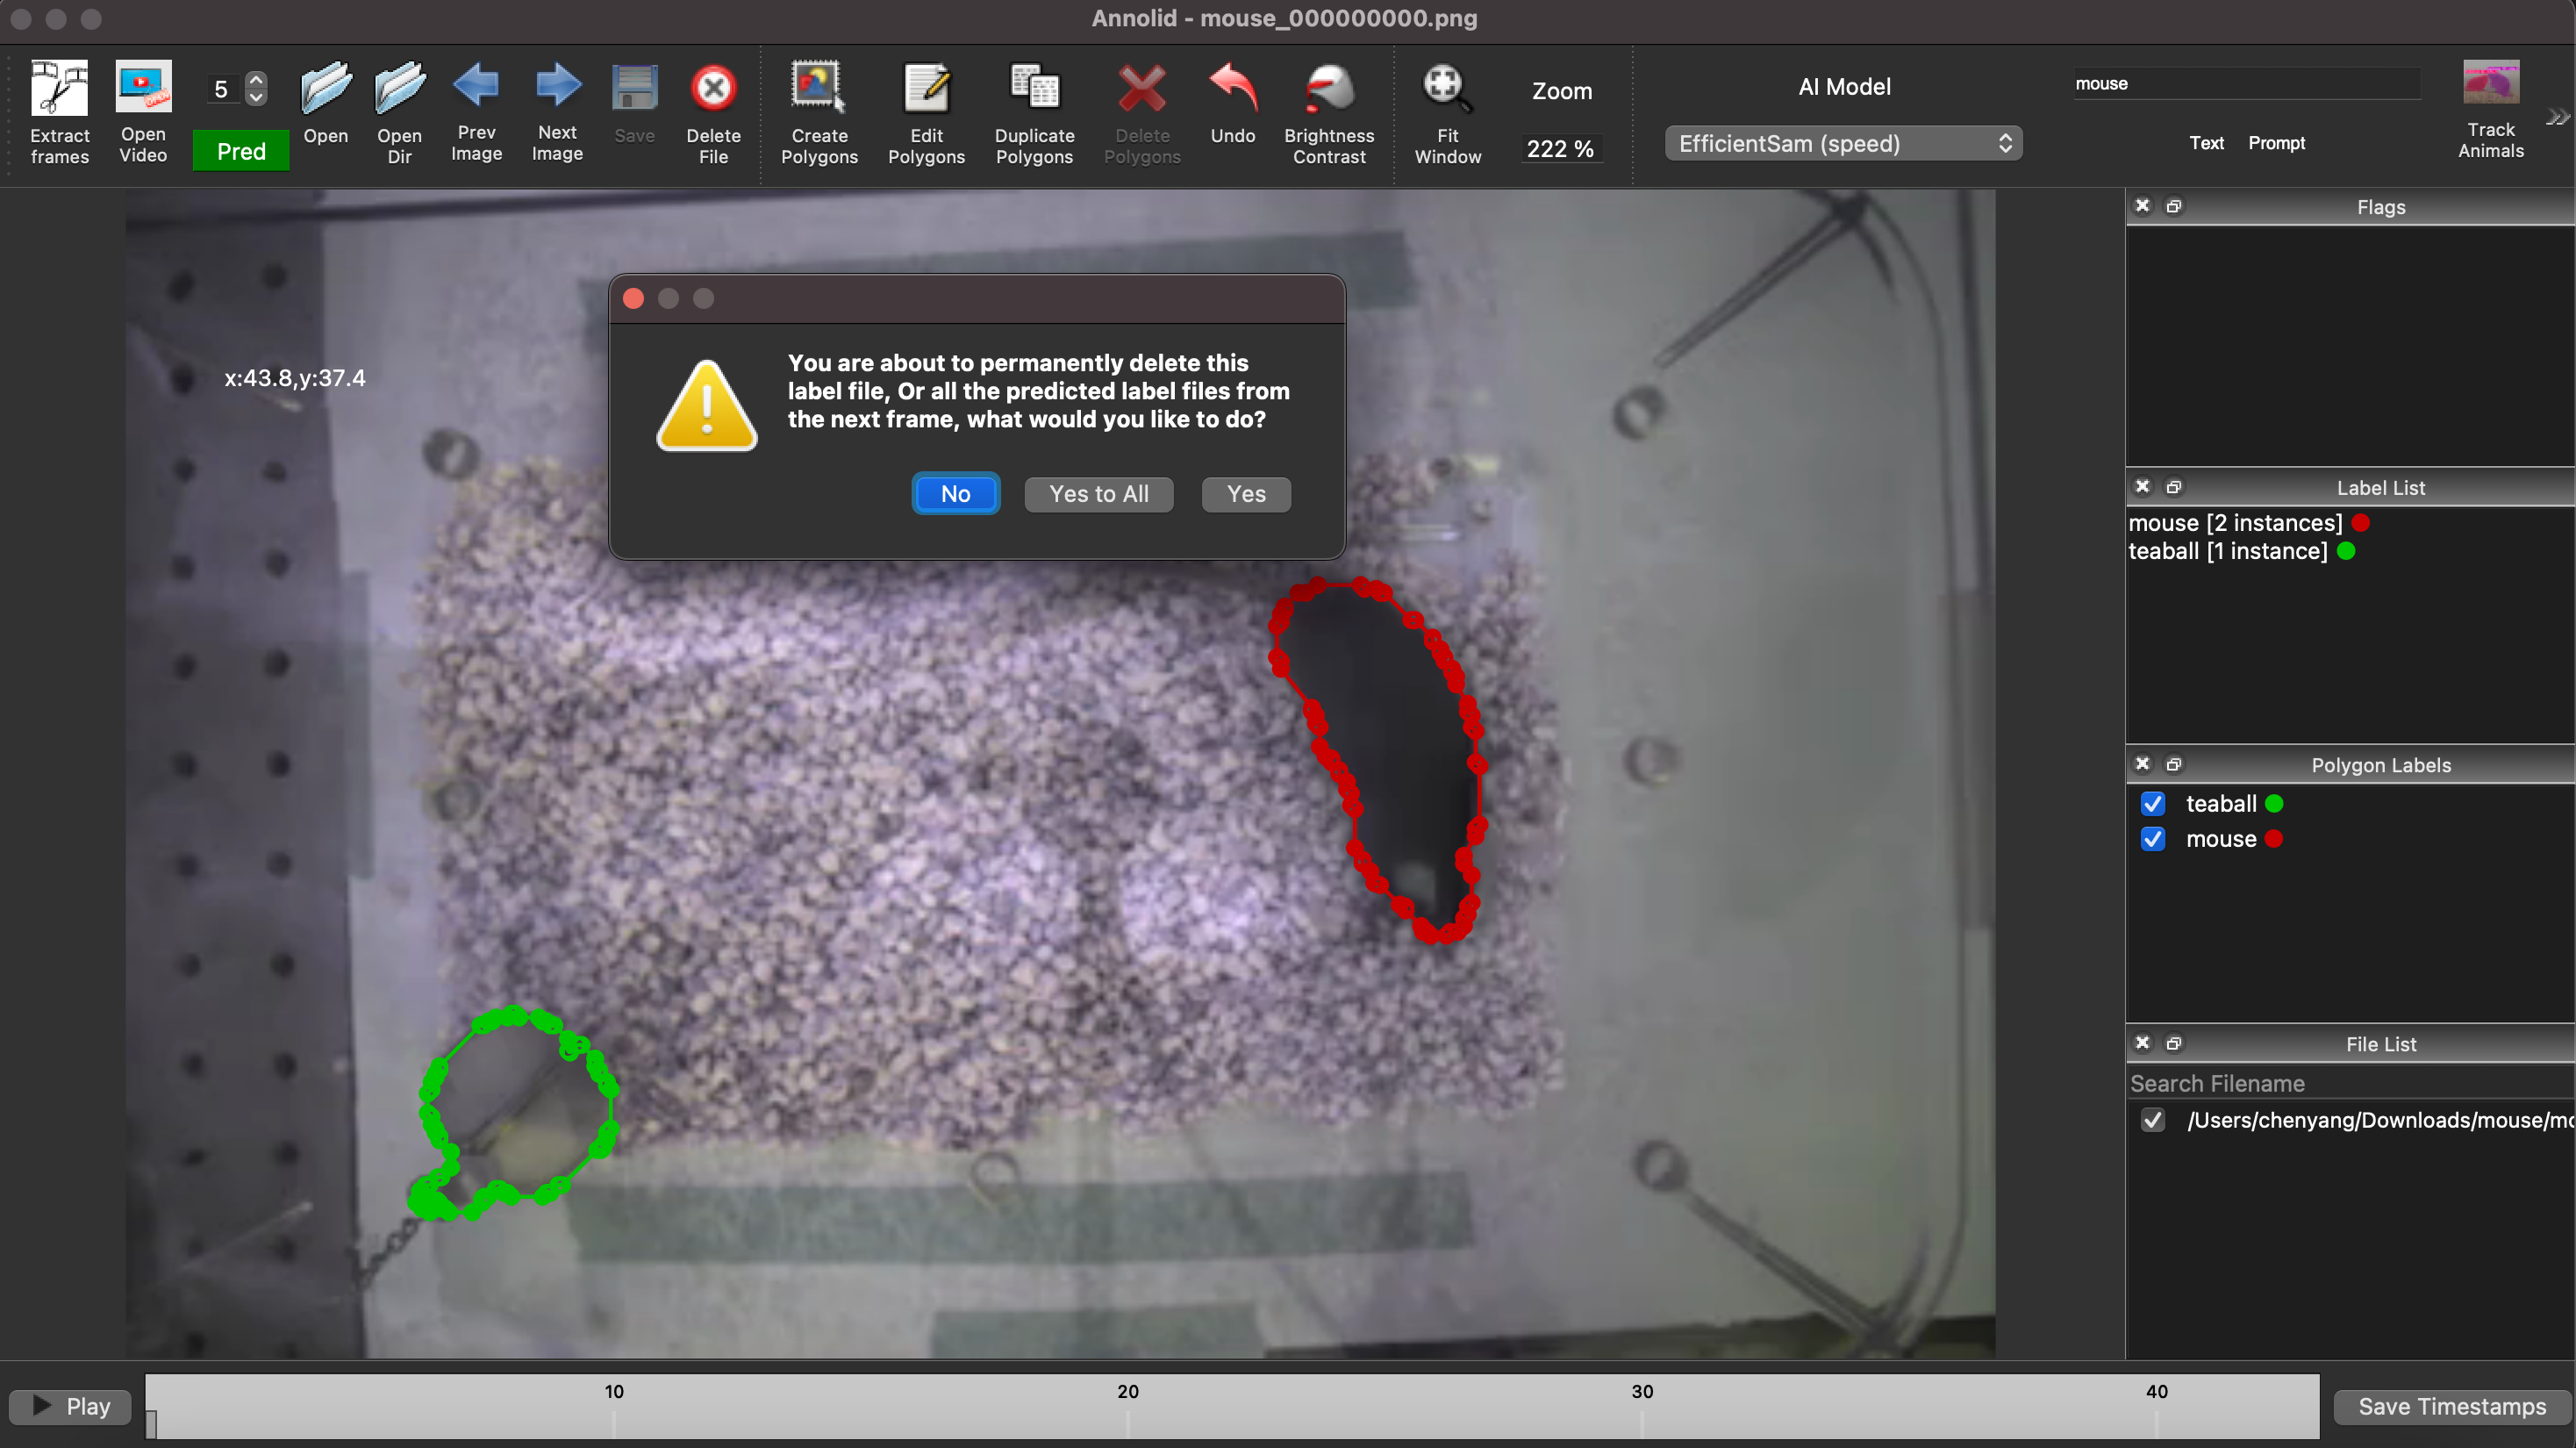 Annolid - mouse_000000000.png
Extract frames
Open Video
5
Pred
Open
Open Dir
Prev Image
Next Image
Save
Delete File
Create Polygons
Edit Polygons
Duplicate Polygons
Delete Polygons
Undo
Brightness Contrast
Fit Window
Zoom
222 %
AI Model
EfficientSam (speed)
mouse
Text Prompt
Track Animals
x:43.8,y:37.4
You are about to permanently delete this
label file, Or all the predicted label files from
the next frame, what would you like to do?
No
Yes to All
Yes
Flags
Label List
mouse [2 instances]
teaball [1 instance]
Polygon Labels
teaball
mouse
File List
Search Filename
/Users/chenyang/Downloads/mouse/mo
Play
10 20 30 40
Save Timestamps